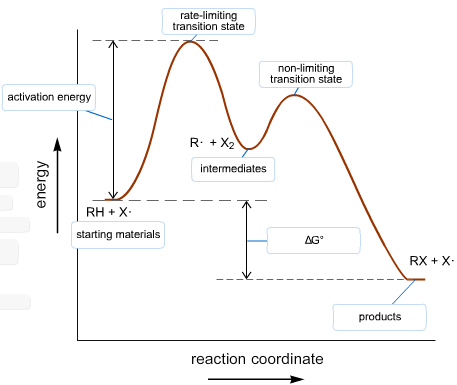 rate-limiting
transition state
non-limiting
transition state
activation energy
R· + X₂
intermediates
energy
RH + X·
starting materials
ΔG°
RX + X·
products
reaction coordinate